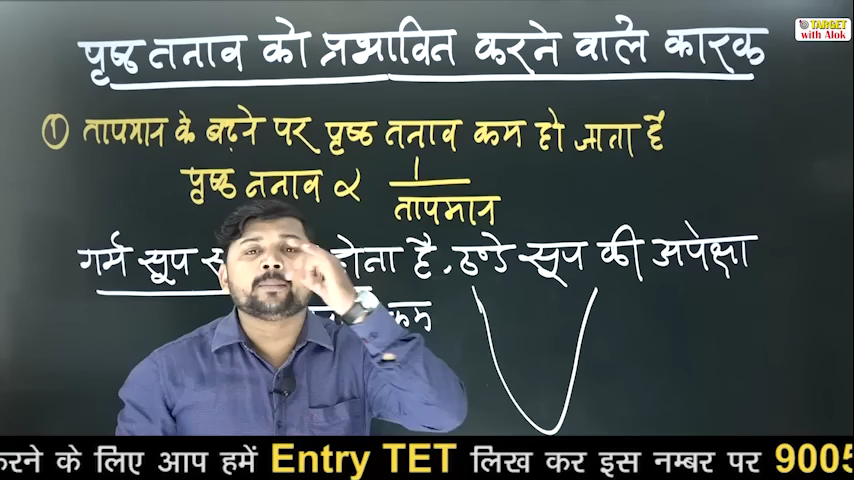 TARGET
with Alok
पृष्ठ तनाव को प्रभावित करने वाले कारक
① तापमान के बढ़ने पर पृष्ठ तनाव कम हो जाता है
पृष्ठ तनाव ∝ 1/तापमान
गर्म सूप होता है, ठण्डे सूप की अपेक्षा
कम
करने के लिए आप हमें Entry TET लिख कर इस नम्बर पर 9005